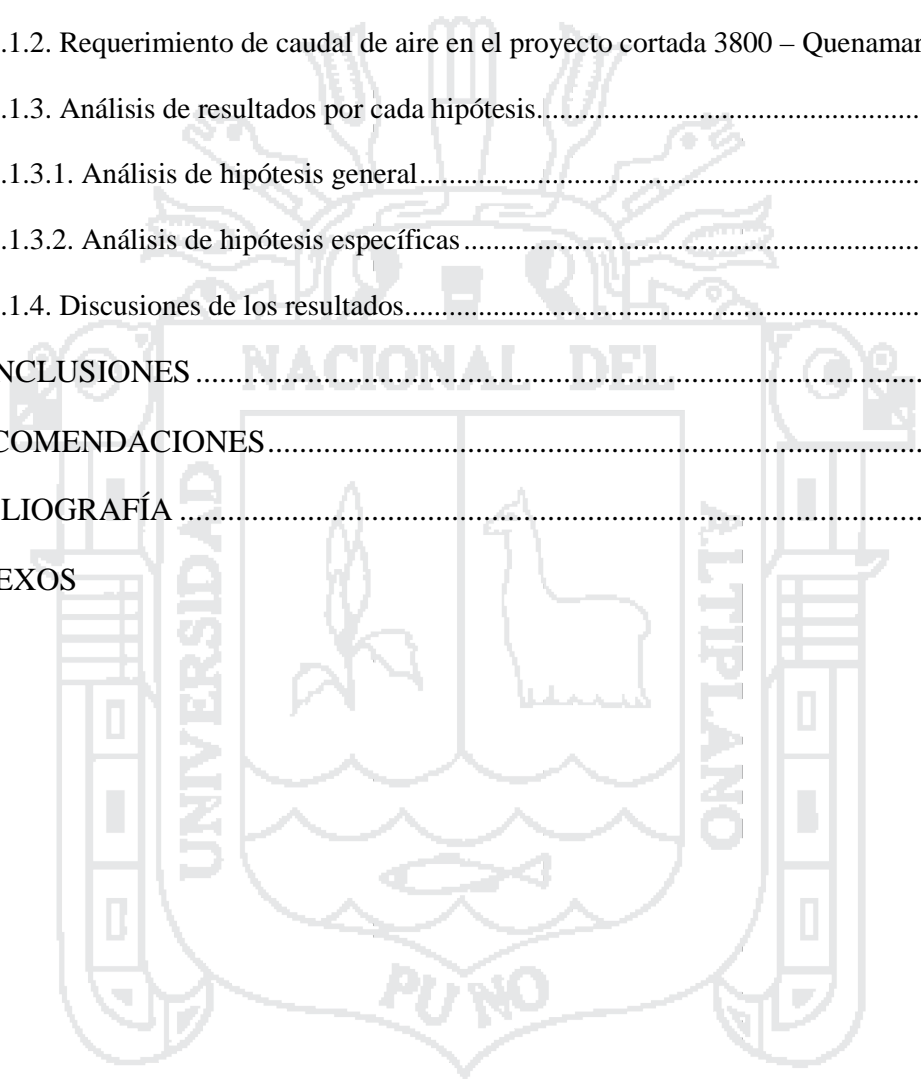 .1.2. Requerimiento de caudal de aire en el proyecto cortada 3800 – Quenamar
.1.3. Análisis de resultados por cada hipótesis..........................................................
.1.3.1. Análisis de hipótesis general..........................................................
.1.3.2. Análisis de hipótesis específicas..........................................................
.1.4. Discusiones de los resultados..........................................................
NCLUSIONES..........................................................
COMENDACIONES..........................................................
LIOGRAFÍA..........................................................
EXOS
UNIVERSIDAD
NACIONAL DEL
ALTIPLANO
PUNO